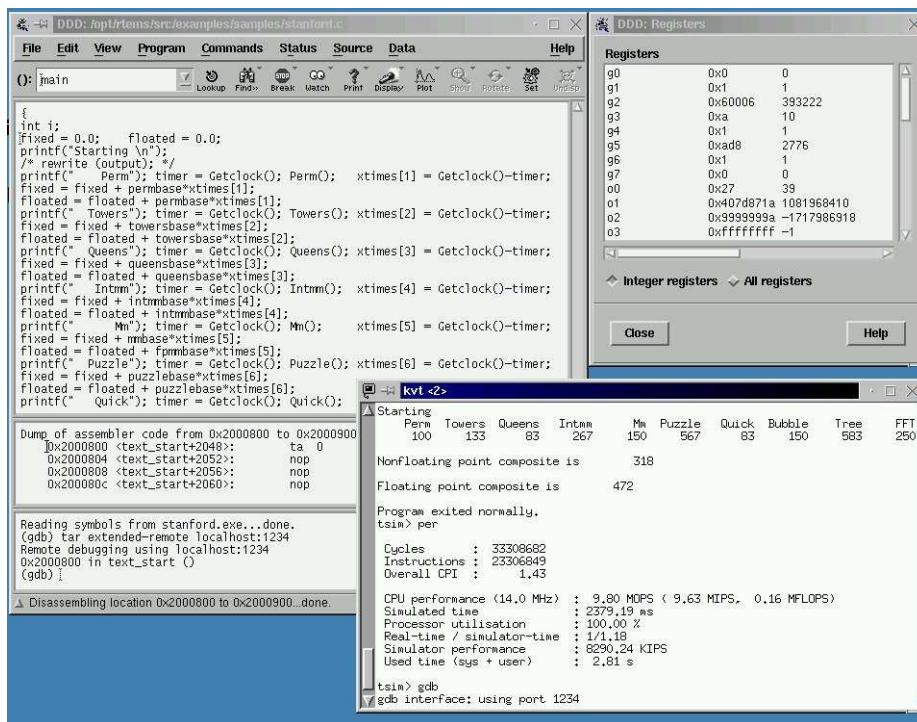 DDD: /opt/rtems/src/examples/samples/stanford.c
File Edit View Program Commands Status Source Data Help
(): main
Lookup Find» Break Watch Print Display Plot Show Rotate Set Undisp
{
int i;
fixed = 0.0; floated = 0.0;
printf("Starting \n");
/* rewrite (output); */
printf(" Perm"); timer = Getclock(); Perm(); xtimes[1] = Getclock()-timer;
fixed = fixed + permbase*xtimes[1];
floated = floated + permbase*xtimes[1];
printf(" Towers"); timer = Getclock(); Towers(); xtimes[2] = Getclock()-timer;
fixed = fixed + towersbase*xtimes[2];
floated = floated + towersbase*xtimes[2];
printf(" Queens"); timer = Getclock(); Queens(); xtimes[3] = Getclock()-timer;
fixed = fixed + queensbase*xtimes[3];
floated = floated + queensbase*xtimes[3];
printf(" Intmm"); timer = Getclock(); Intmm(); xtimes[4] = Getclock()-timer;
fixed = fixed + intmmbase*xtimes[4];
floated = floated + intmmbase*xtimes[4];
printf(" Mm"); timer = Getclock(); Mm(); xtimes[5] = Getclock()-timer;
fixed = fixed + mmbase*xtimes[5];
floated = floated + fpmmbase*xtimes[5];
printf(" Puzzle"); timer = Getclock(); Puzzle(); xtimes[6] = Getclock()-timer;
fixed = fixed + puzzlebase*xtimes[6];
floated = floated + puzzlebase*xtimes[6];
printf(" Quick"); timer = Getclock(); Quick();
Dump of assembler code from 0x2000800 to 0x2000900
0x2000800 <text_start+2048>: ta 0
0x2000804 <text_start+2052>: nop
0x2000808 <text_start+2056>: nop
0x200080c <text_start+2060>: nop
Reading symbols from stanford.exe...done.
(gdb) tar extended-remote localhost:1234
Remote debugging using localhost:1234
0x2000800 in text_start ()
(gdb)
Disassembling location 0x2000800 to 0x2000900...done.
DDD: Registers
Registers
g0 0x0 0
g1 0x1 1
g2 0x60006 393222
g3 0xa 10
g4 0x1 1
g5 0xad8 2776
g6 0x1 1
g7 0x0 0
o0 0x27 39
o1 0x407d871a 1081968410
o2 0x9999999a -1717986918
o3 0xffffffff -1
Integer registers All registers
Close Help
kvt <2>
Starting
Perm Towers Queens Intmm Mm Puzzle Quick Bubble Tree FFT
100 133 83 267 150 567 83 150 583 250
Nonfloating point composite is 318
Floating point composite is 472
Program exited normally.
tsim> per
Cycles : 33308682
Instructions : 23306849
Overall CPI : 1.43
CPU performance (14.0 MHz) : 9.80 MOPS ( 9.63 MIPS, 0.16 MFLOPS)
Simulated time : 2379.19 ms
Processor utilisation : 100.00 %
Real-time / simulator-time : 1/1.18
Simulator performance : 8290.24 KIPS
Used time (sys + user) : 2.81 s
tsim> gdb
gdb interface: using port 1234